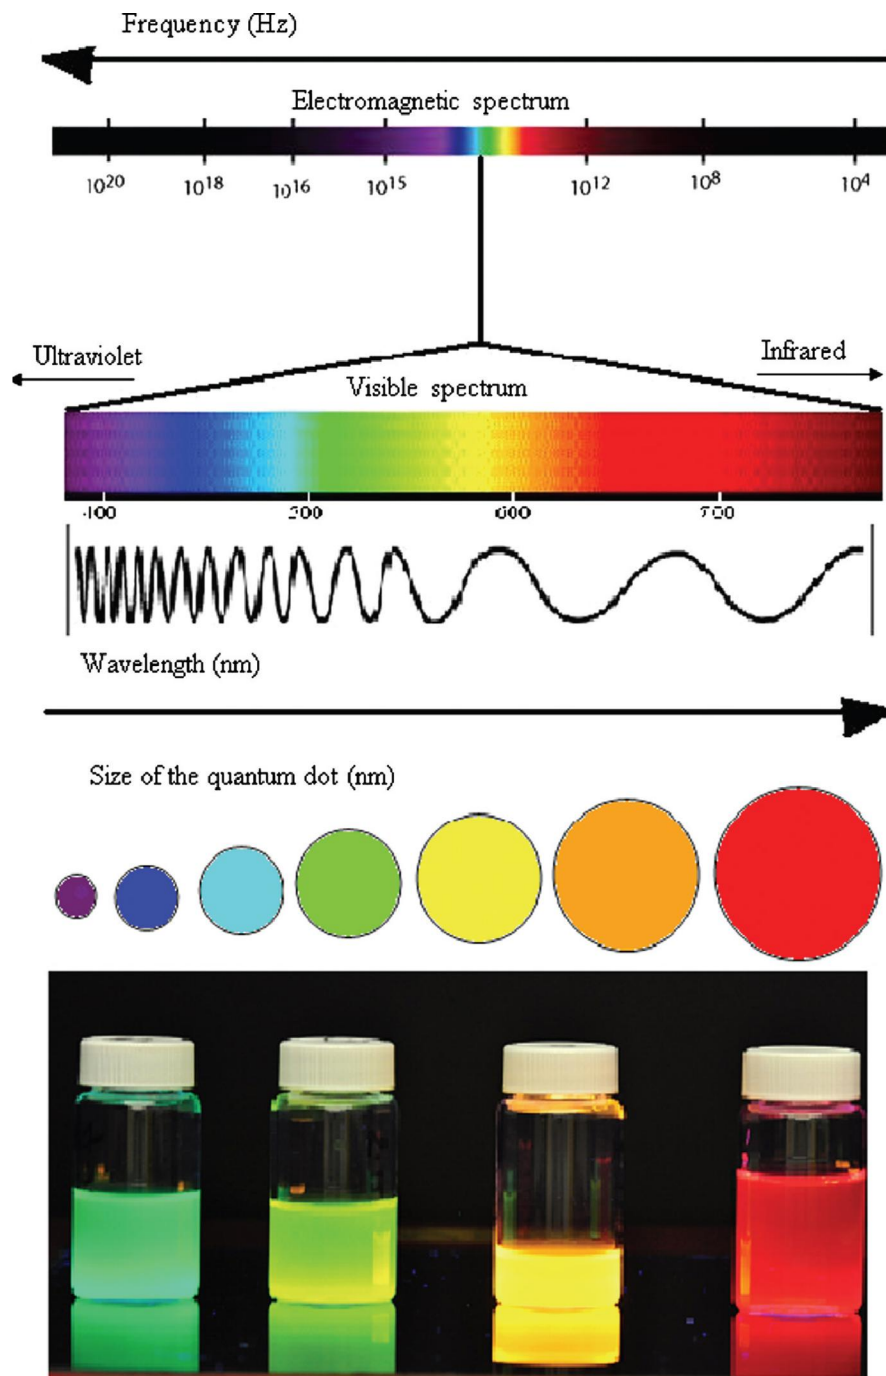 Frequency (Hz)
Electromagnetic spectrum
10²⁰ 10¹⁸ 10¹⁶ 10¹⁵ 10¹² 10⁸ 10⁴
Ultraviolet Infrared
Visible spectrum
400 500 600 700
Wavelength (nm)
Size of the quantum dot (nm)